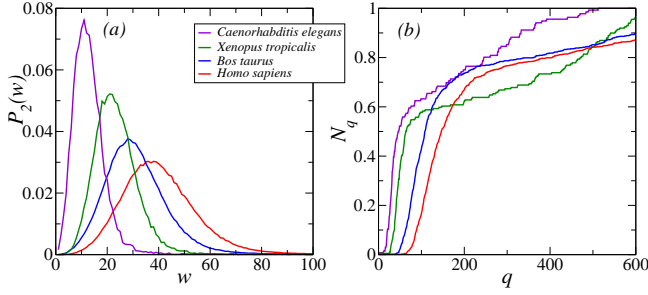 (a)
Caenorhabditis elegans
Xenopus tropicalis
Bos taurus
Homo sapiens
P₂(w)
0.08
0.06
0.04
0.02
0
0 20 40 60 80 100
w
(b)
N_q
1
0.8
0.6
0.4
0.2
0
0 200 400 600
q